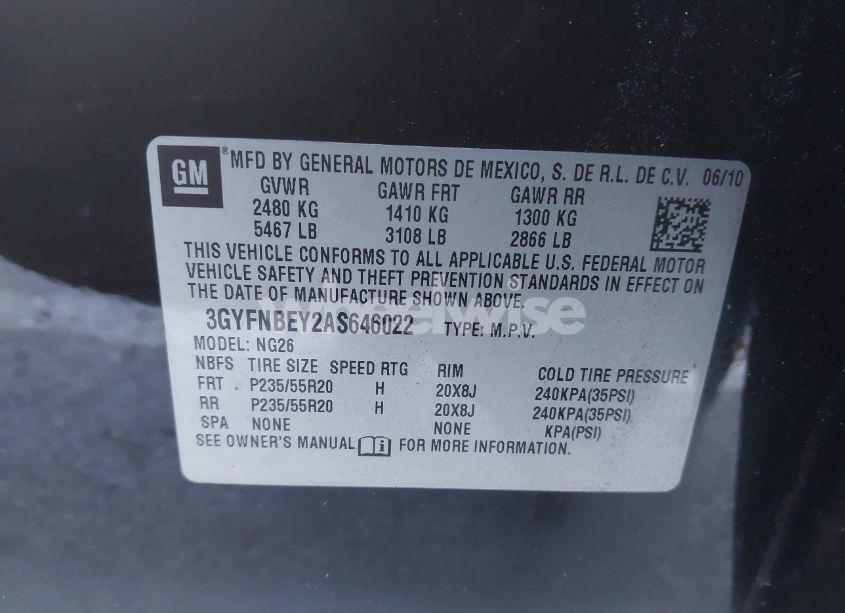 GM ®MFD BY GENERAL MOTORS DE MEXICO, S. DE R.L. DE C.V. 06/10
GVWR GAWR FRT GAWR RR
2480 KG 1410 KG 1300 KG
5467 LB 3108 LB 2866 LB
THIS VEHICLE CONFORMS TO ALL APPLICABLE U.S. FEDERAL MOTOR
VEHICLE SAFETY AND THEFT PREVENTION STANDARDS IN EFFECT ON
THE DATE OF MANUFACTURE SHOWN ABOVE.
3GYFNBEY2AS646022 TYPE: M.P.V.
MODEL: NG26
NBFS TIRE SIZE SPEED RTG RIM COLD TIRE PRESSURE
FRT P235/55R20 H 20X8J 240KPA(35PSI)
RR P235/55R20 H 20X8J 240KPA(35PSI)
SPA NONE NONE KPA(PSI)
SEE OWNER'S MANUAL FOR MORE INFORMATION.